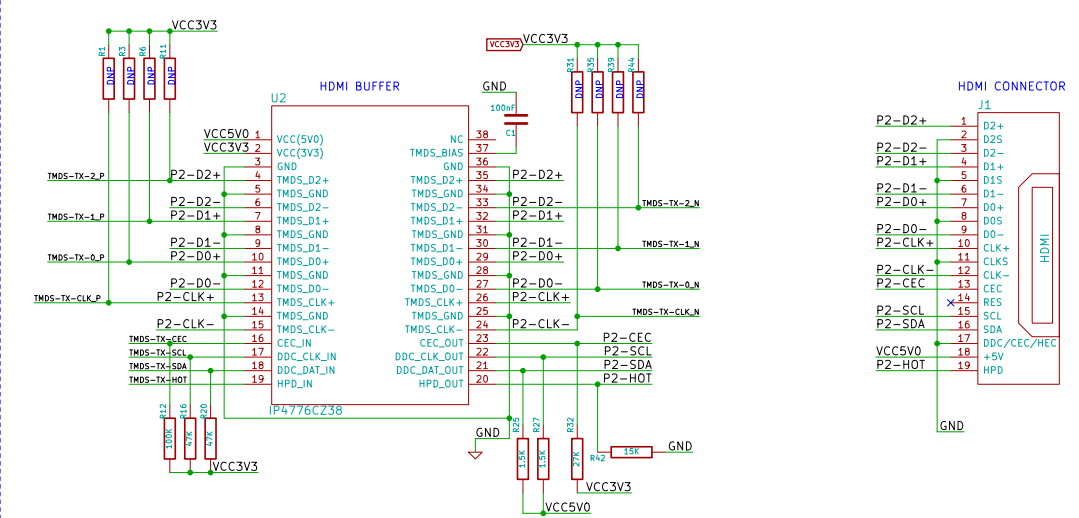 VCC3V3
R1
R3
R6
R11
DNP
DNP
DNP
DNP
HDMI BUFFER
U2
VCC3V3
VCC3V3
R31
R35
R39
R44
DNP
DNP
DNP
DNP
GND
100nF
C1
HDMI CONNECTOR
J1
VCC5V0 1 VCC(5V0)
VCC3V3 2 VCC(3V3)
3 GND
TMDS-TX-2_P P2-D2+ 4 TMDS_D2+
5 TMDS_GND
P2-D2- 6 TMDS_D2-
TMDS-TX-1_P P2-D1+ 7 TMDS_D1+
8 TMDS_GND
P2-D1- 9 TMDS_D1-
TMDS-TX-0_P P2-D0+ 10 TMDS_D0+
11 TMDS_GND
P2-D0- 12 TMDS_D0-
TMDS-TX-CLK_P P2-CLK+ 13 TMDS_CLK+
14 TMDS_GND
P2-CLK- 15 TMDS_CLK-
TMDS-TX-CEC 16 CEC_IN
TMDS-TX-SCL 17 DDC_CLK_IN
TMDS-TX-SDA 18 DDC_DAT_IN
TMDS-TX-HOT 19 HPD_IN
NC 38
TMDS_BIAS 37
GND 36
TMDS_D2+ 35 P2-D2+
TMDS_GND 34
TMDS_D2- 33 P2-D2- TMDS-TX-2_N
TMDS_D1+ 32 P2-D1+
TMDS_GND 31
TMDS_D1- 30 P2-D1- TMDS-TX-1_N
TMDS_D0+ 29 P2-D0+
TMDS_GND 28
TMDS_D0- 27 P2-D0- TMDS-TX-0_N
TMDS_CLK+ 26 P2-CLK+
TMDS_GND 25 TMDS-TX-CLK_N
TMDS_CLK- 24 P2-CLK-
CEC_OUT 23 P2-CEC
DDC_CLK_OUT 22 P2-SCL
DDC_DAT_OUT 21 P2-SDA
HPD_OUT 20 P2-HOT
IP4776CZ38
R12
R16
R20
100K
47K
47K
VCC3V3
GND
R25
R27
R32
R42
1.5K
1.5K
27K
15K
GND
VCC3V3
VCC5V0
P2-D2+ 1 D2+
2 D2S
P2-D2- 3 D2-
P2-D1+ 4 D1+
5 D1S
P2-D1- 6 D1-
P2-D0+ 7 D0+
8 D0S
P2-D0- 9 D0-
P2-CLK+ 10 CLK+
11 CLKS
P2-CLK- 12 CLK-
P2-CEC 13 CEC
14 RES
P2-SCL 15 SCL
P2-SDA 16 SDA
17 DDC/CEC/HEC
VCC5V0 18 +5V
P2-HOT 19 HPD
HDMI
GND